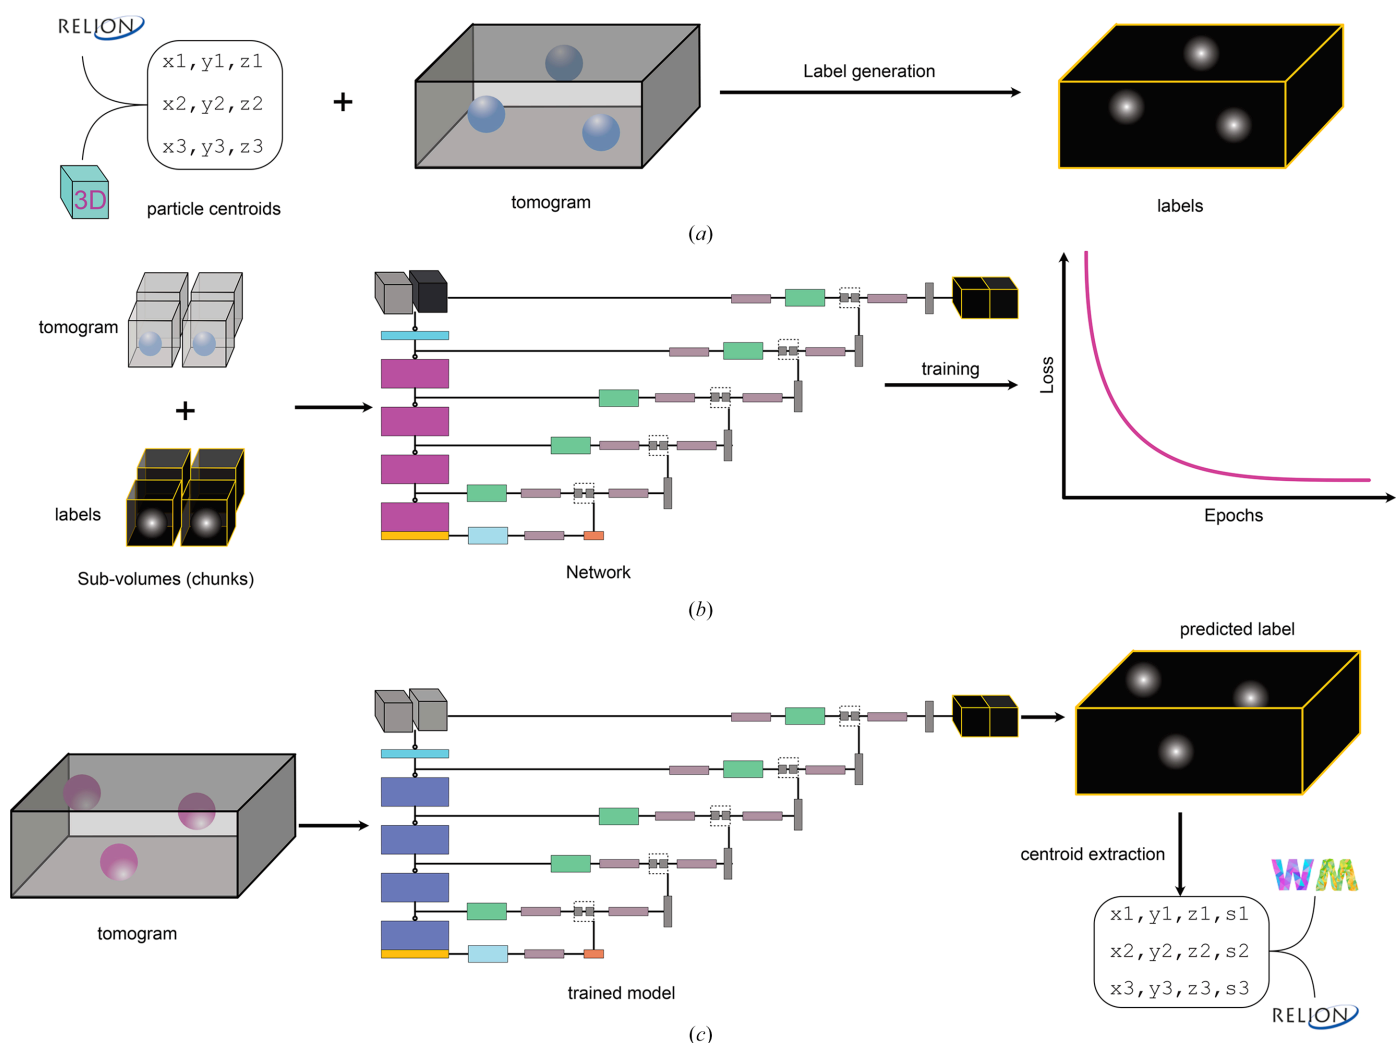 RELION
x1,y1,z1
x2,y2,z2
x3,y3,z3
3D
particle centroids
+
tomogram
Label generation
labels
(a)
tomogram
+
labels
Sub-volumes (chunks)
Network
training
Loss
Epochs
(b)
tomogram
trained model
predicted label
centroid extraction
WM
x1,y1,z1,s1
x2,y2,z2,s2
x3,y3,z3,s3
RELION
(c)